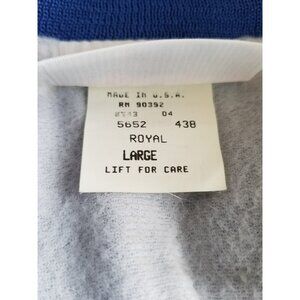 MADE IN U.S.A.
RN 90392
04
5652 438
ROYAL
LARGE
LIFT FOR CARE